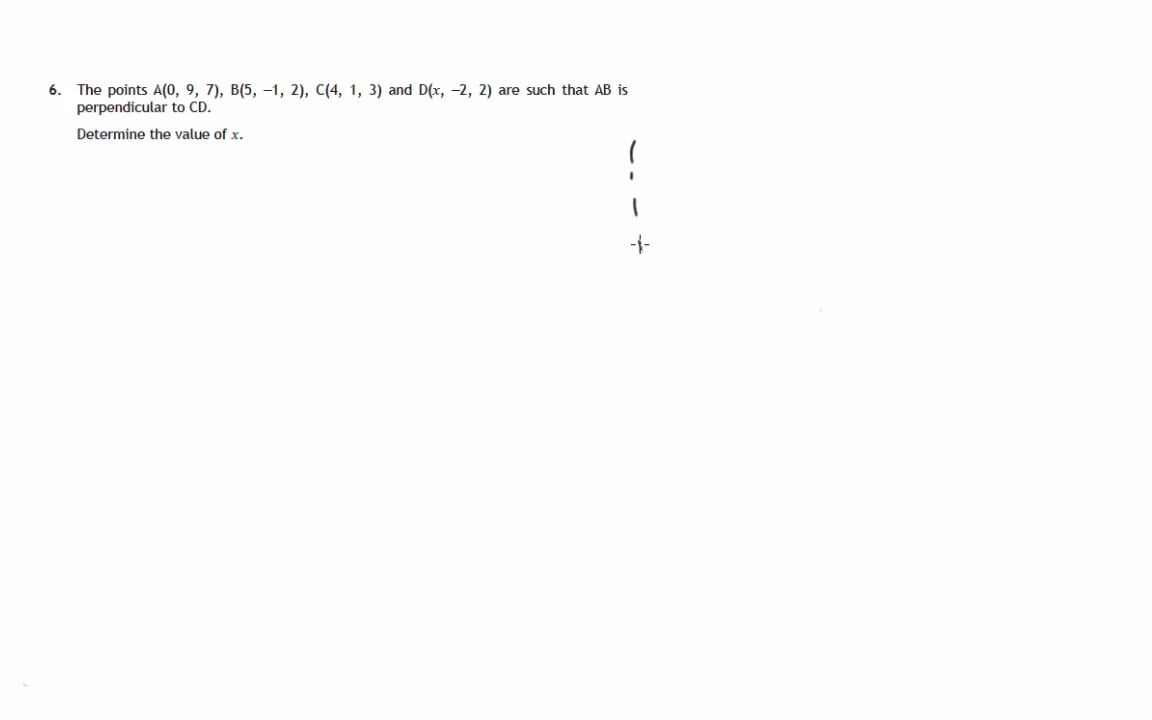 6. The points A(0, 9, 7), B(5, −1, 2), C(4, 1, 3) and D(x, −2, 2) are such that AB is
perpendicular to CD.
Determine the value of x.